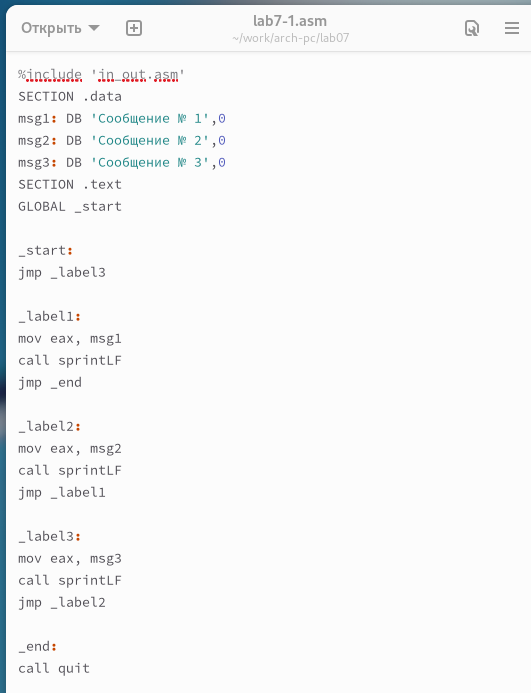 Открыть
lab7-1.asm
~/work/arch-pc/lab07
%include 'in_out.asm'
SECTION .data
msg1: DB 'Сообщение № 1',0
msg2: DB 'Сообщение № 2',0
msg3: DB 'Сообщение № 3',0
SECTION .text
GLOBAL _start
_start:
jmp _label3
_label1:
mov eax, msg1
call sprintLF
jmp _end
_label2:
mov eax, msg2
call sprintLF
jmp _label1
_label3:
mov eax, msg3
call sprintLF
jmp _label2
_end:
call quit